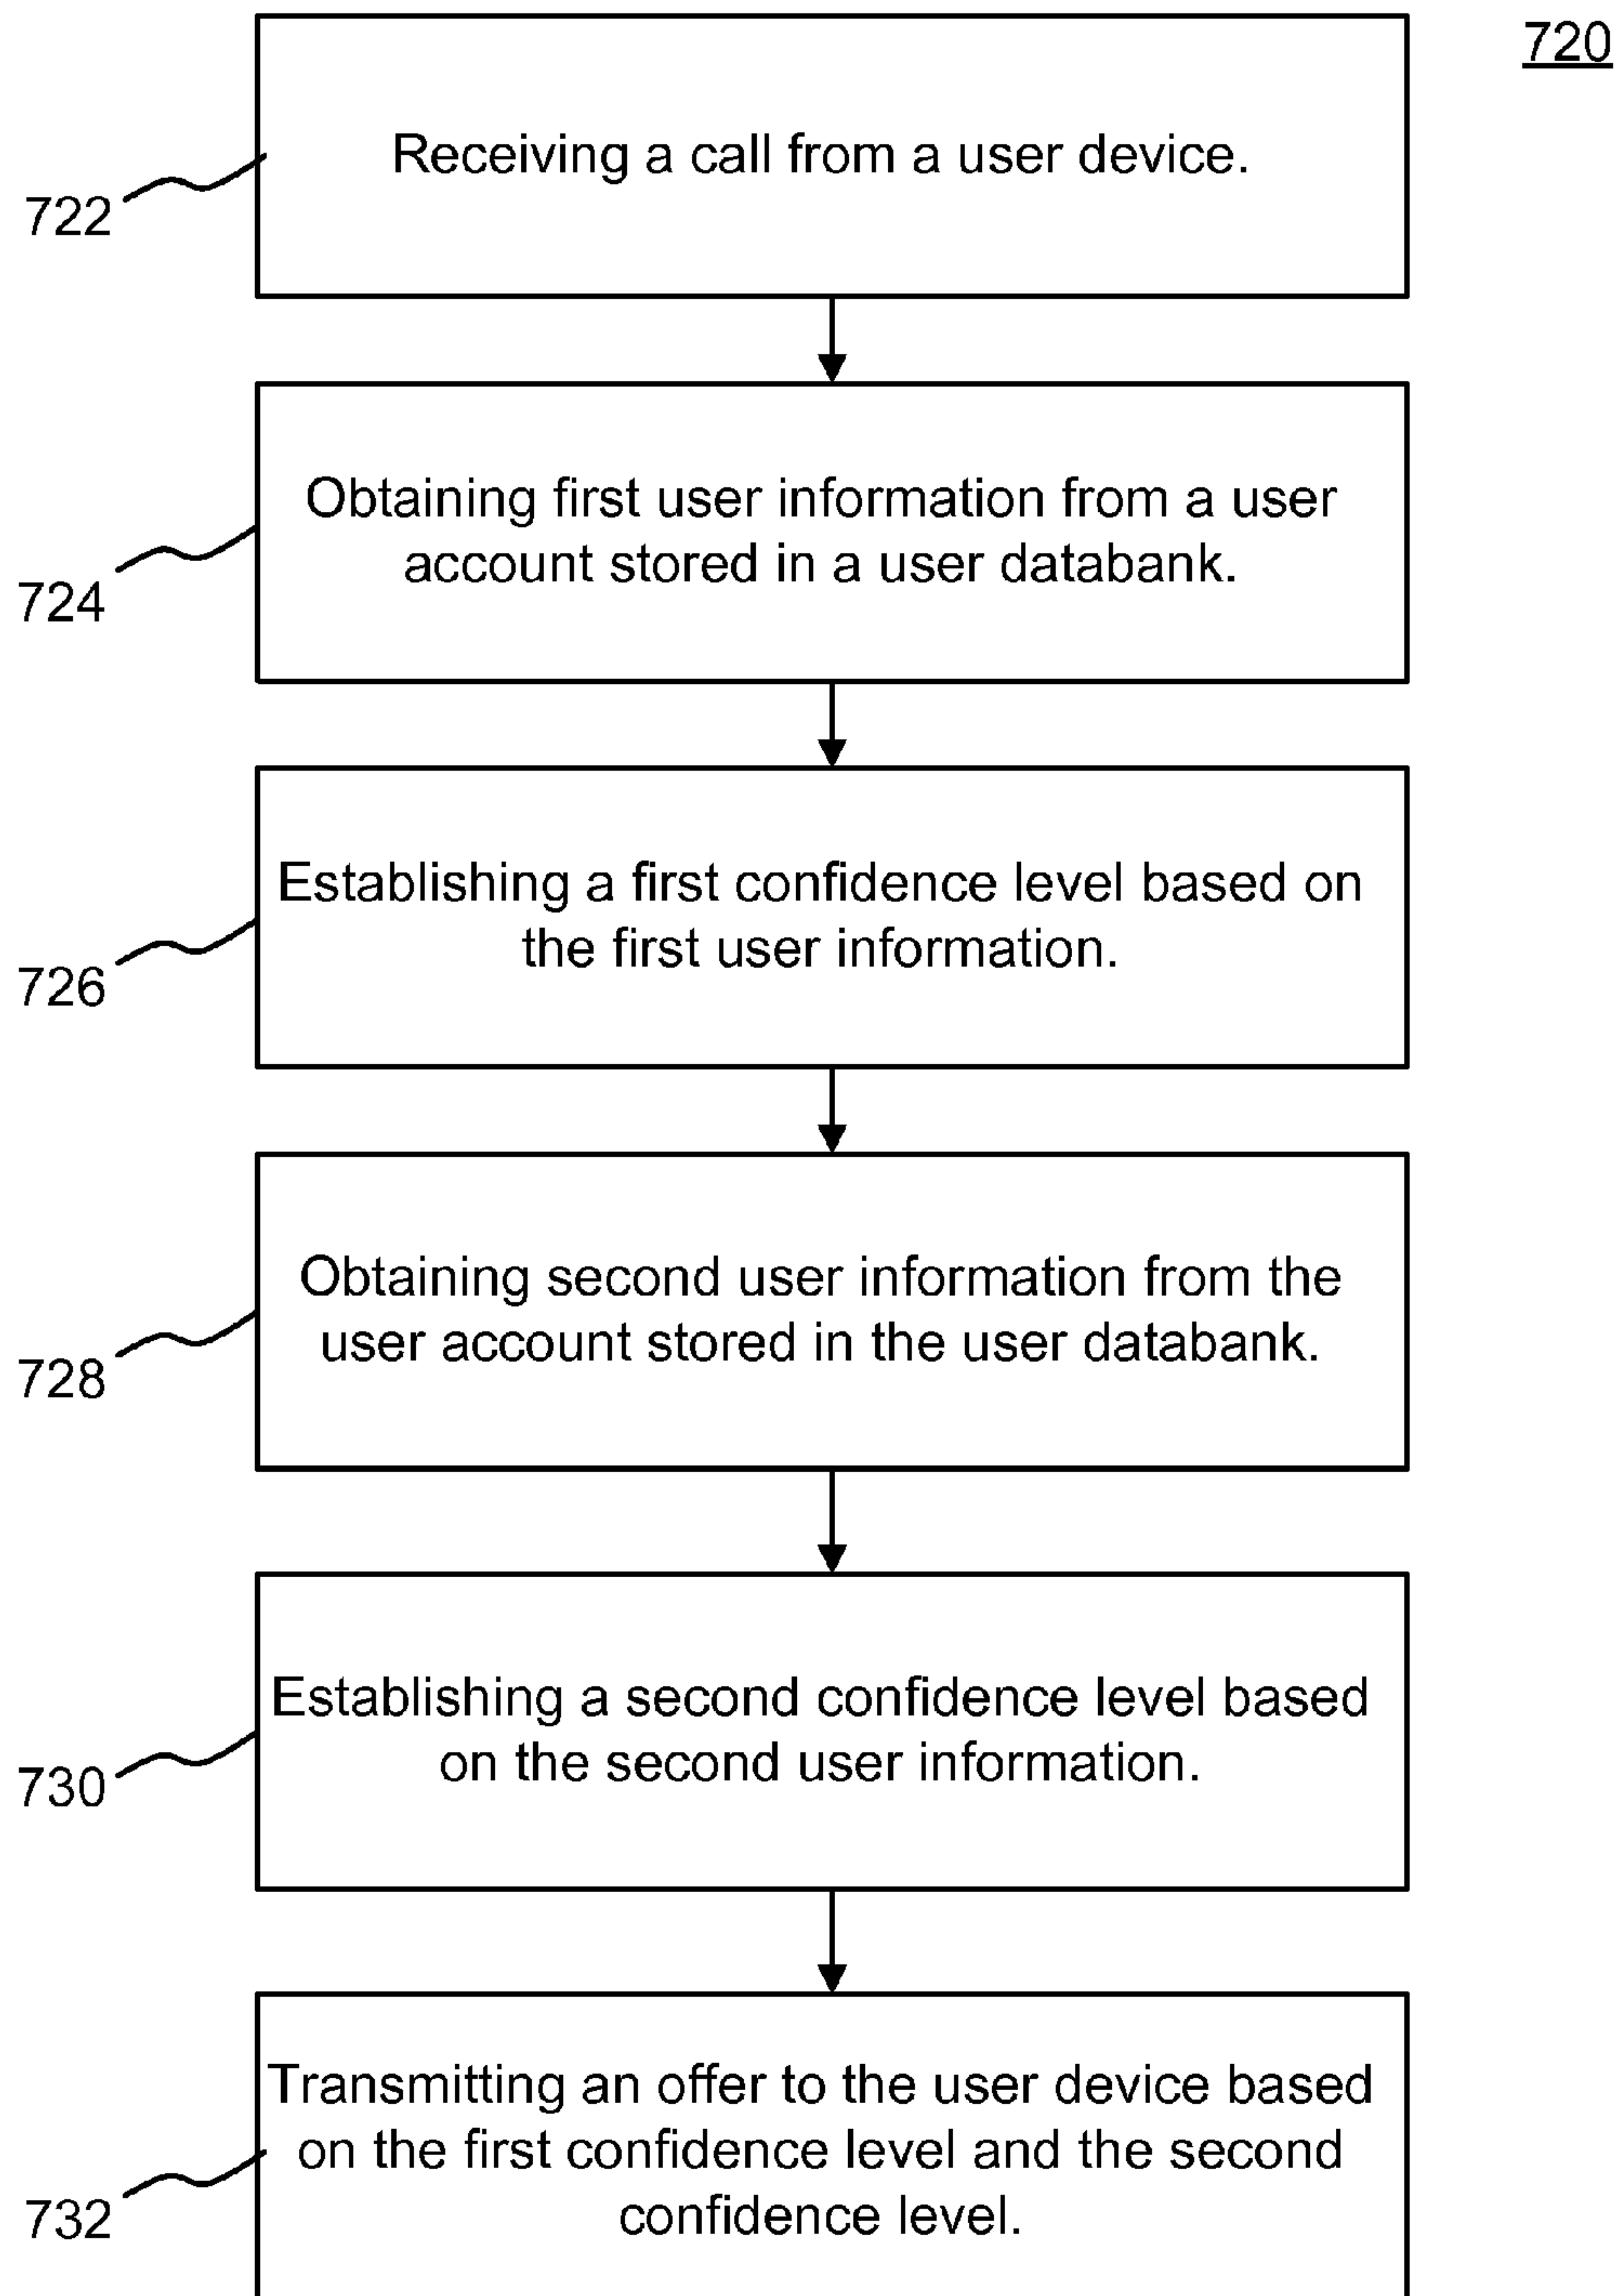 720
Receiving a call from a user device.
722
Obtaining first user information from a user
account stored in a user databank.
724
Establishing a first confidence level based on
the first user information.
726
Obtaining second user information from the
user account stored in the user databank.
728
Establishing a second confidence level based
on the second user information.
730
Transmitting an offer to the user device based
on the first confidence level and the second
confidence level.
732